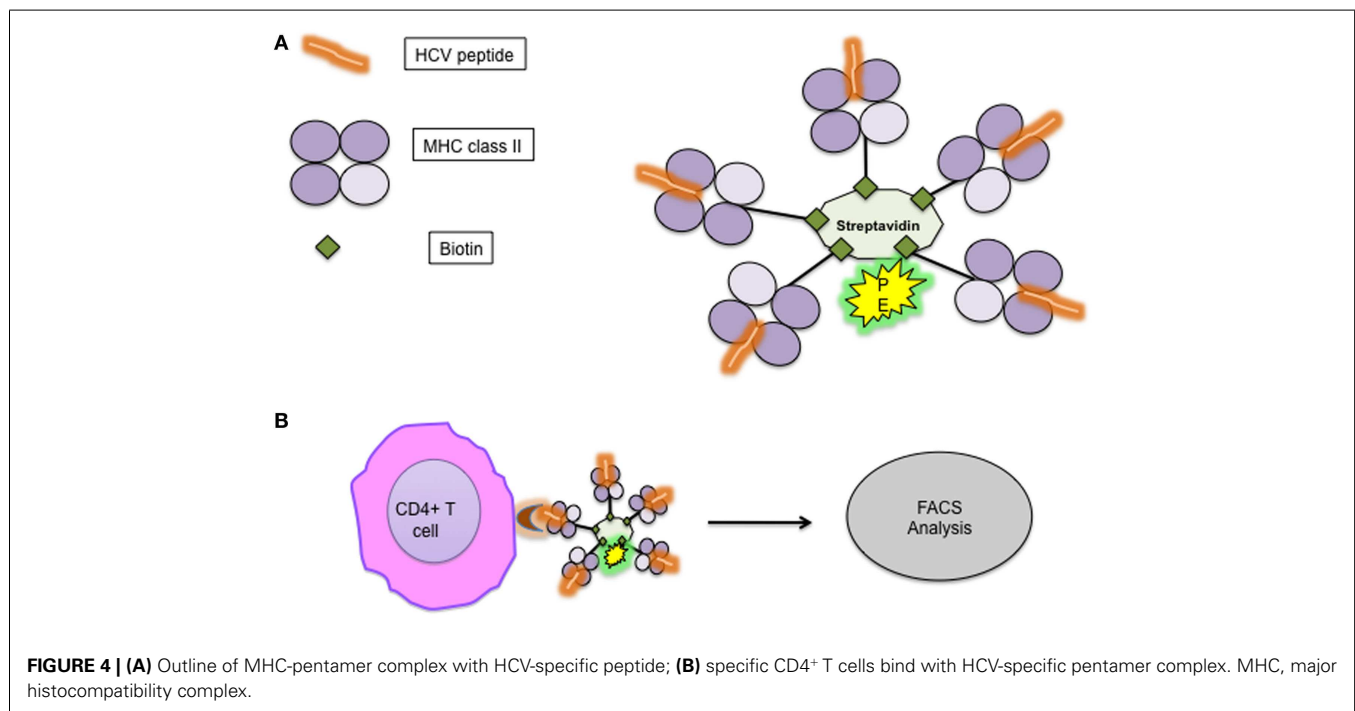 A
HCV peptide
MHC class II
Biotin
Streptavidin
P
E
B
CD4+ T
cell
FACS
Analysis
FIGURE 4 | (A) Outline of MHC-pentamer complex with HCV-specific peptide; (B) specific CD4+ T cells bind with HCV-specific pentamer complex. MHC, major
histocompatibility complex.